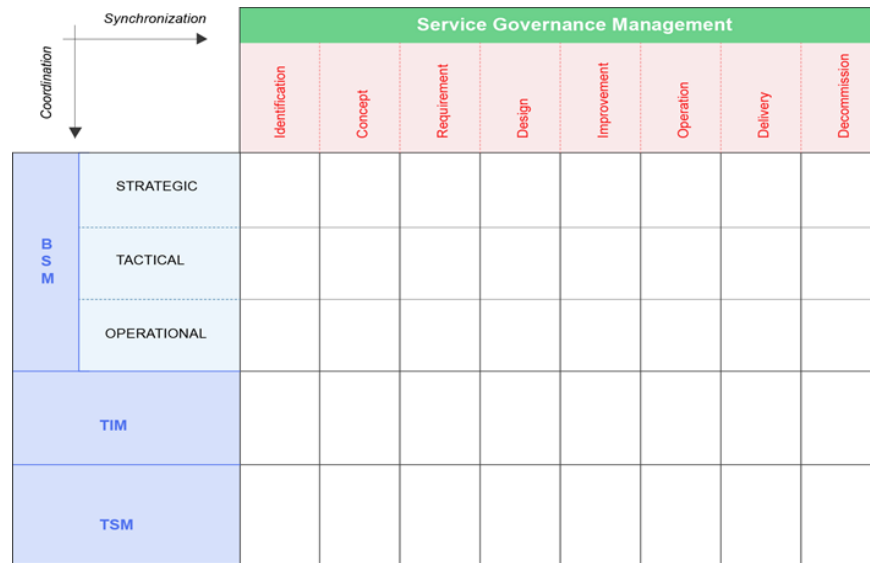 Synchronization
Coordination
Service Governance Management
Identification
Concept
Requirement
Design
Improvement
Operation
Delivery
Decommission
B
S
M
STRATEGIC
TACTICAL
OPERATIONAL
TIM
TSM